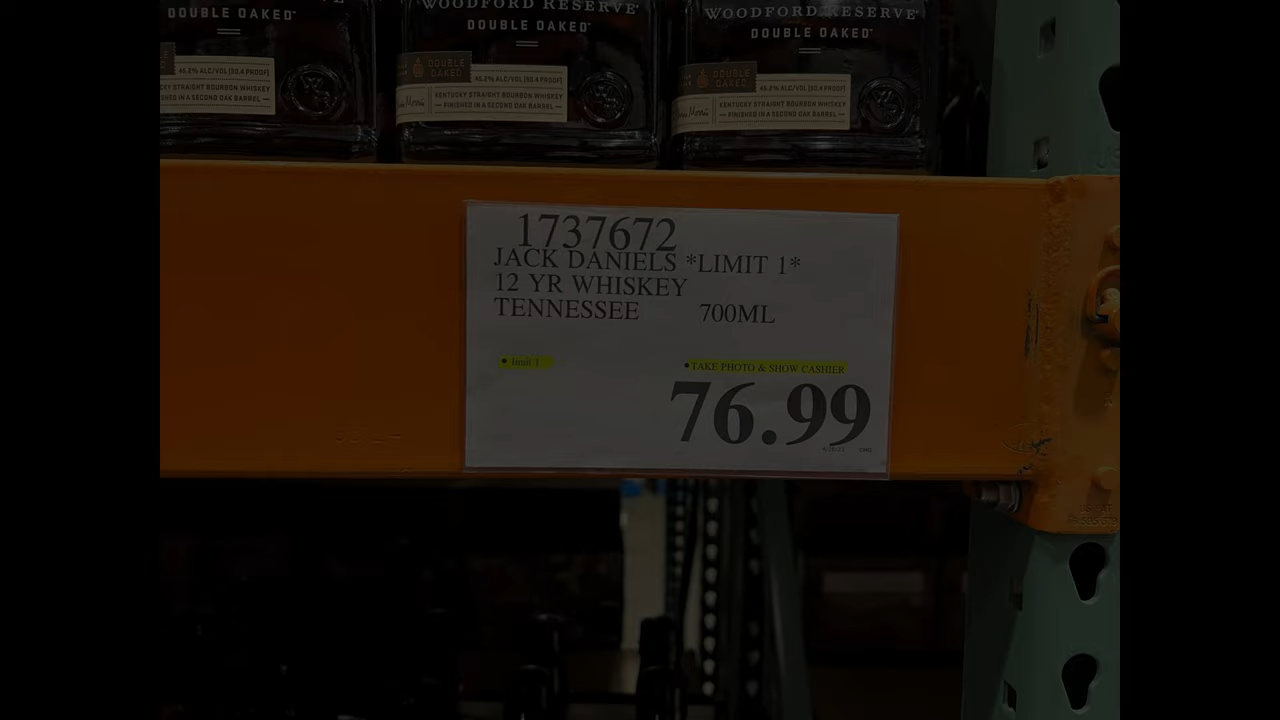 WOODFORD RESERVE
DOUBLE OAKED
WOODFORD RESERVE
DOUBLE OAKED
DOUBLE OAKED
45.2% ALC/VOL (90.4 PROOF)
STRAIGHT BOURBON WHISKEY
IN A SECOND OAK BARREL
DOUBLE OAKED
45.2% ALC/VOL (90.4 PROOF)
KENTUCKY STRAIGHT BOURBON WHISKEY
FINISHED IN A SECOND OAK BARREL
DOUBLE OAKED
45.2% ALC/VOL (90.4 PROOF)
KENTUCKY STRAIGHT BOURBON WHISKEY
FINISHED IN A SECOND OAK BARREL
1737672
JACK DANIELS *LIMIT 1*
12 YR WHISKEY
TENNESSEE 700ML
• limit 1
• TAKE PHOTO & SHOW CASHIER
76.99